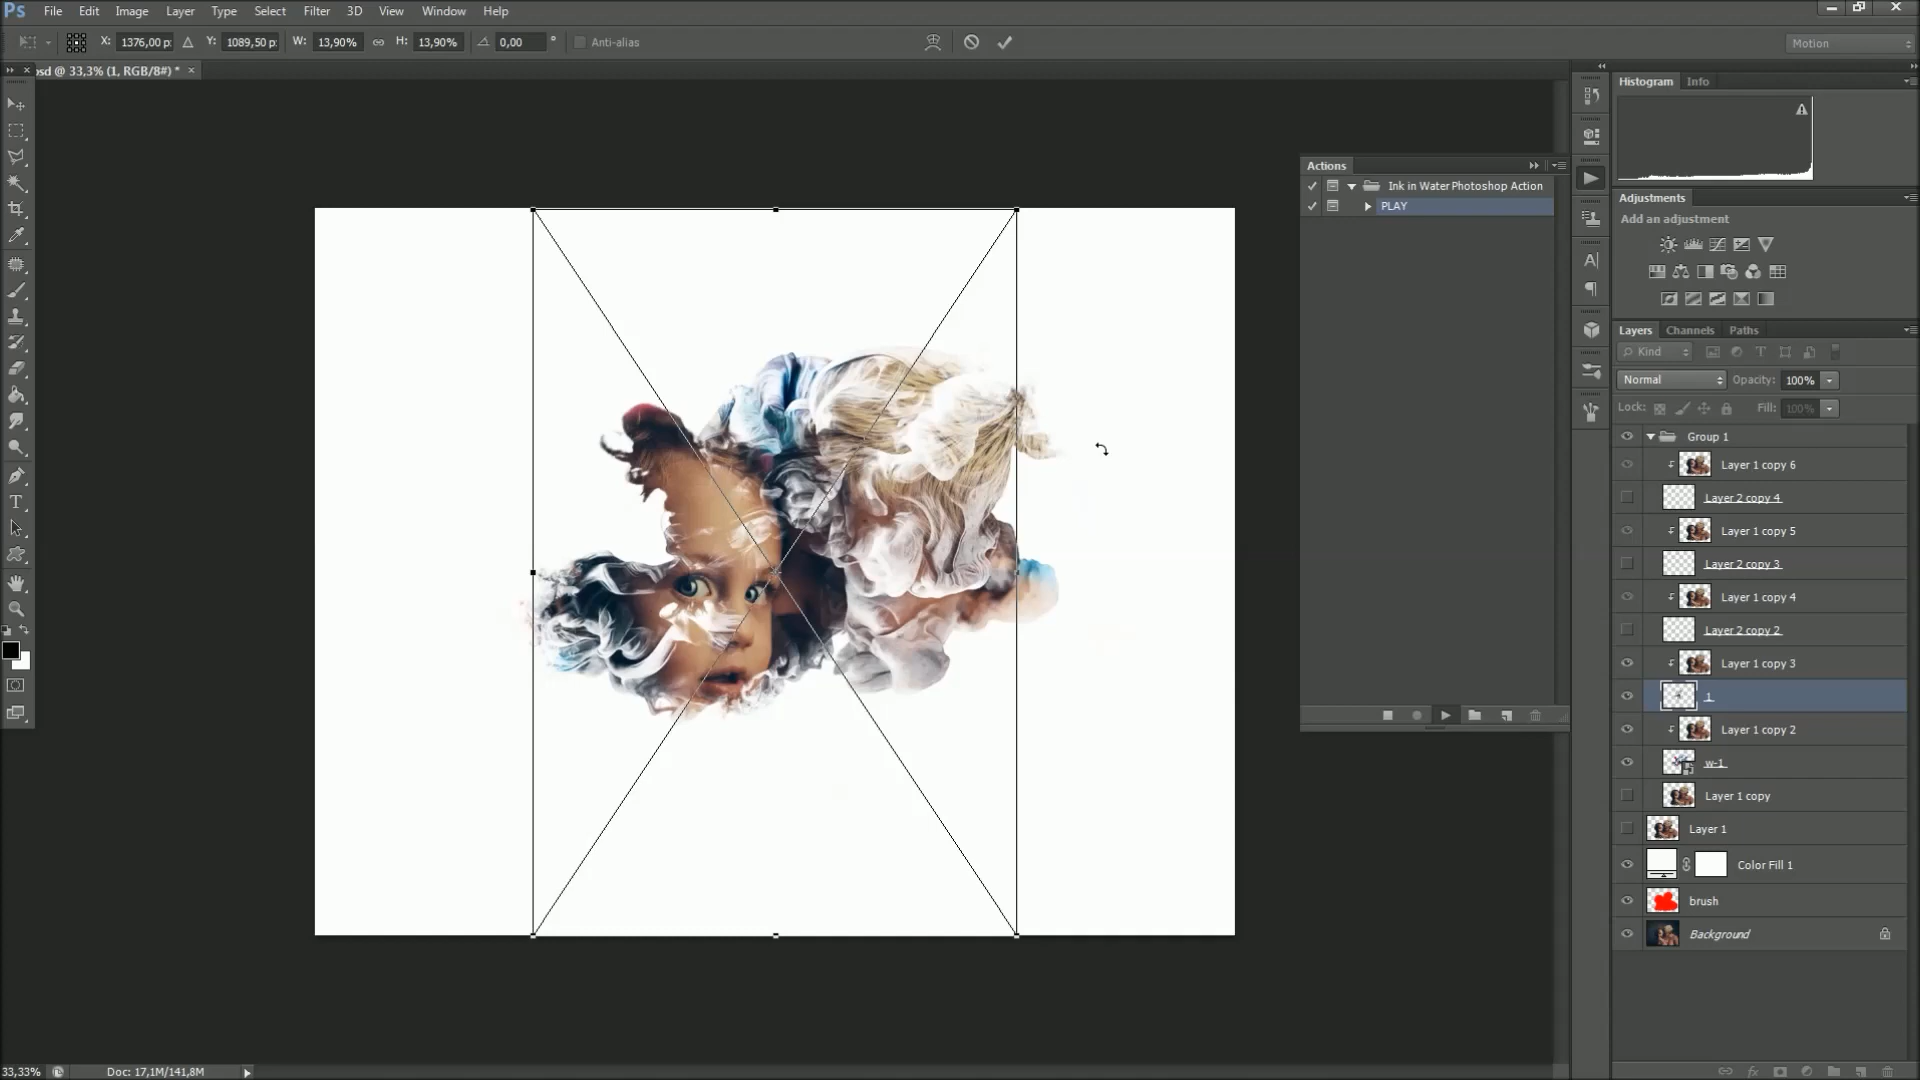 Ps File Edit Image Layer Type Select Filter 3D View Window Help
X: 1376,00 p: Y: 1089,50 p: W: 13,90% H: 13,90% 0,00 ° Anti-alias Motion
osd @ 33,3% (1, RGB/8#) * ×
Histogram Info
Actions
Ink in Water Photoshop Action
PLAY
Adjustments
Add an adjustment
Layers Channels Paths
Kind
Normal Opacity: 100%
Lock: Fill: 100%
Group 1
Layer 1 copy 6
Layer 2 copy 4
Layer 1 copy 5
Layer 2 copy 3
Layer 1 copy 4
Layer 2 copy 2
Layer 1 copy 3
1
Layer 1 copy 2
w-1
Layer 1 copy
Layer 1
Color Fill 1
brush
Background
33,33% Doc: 17,1M/141,8M